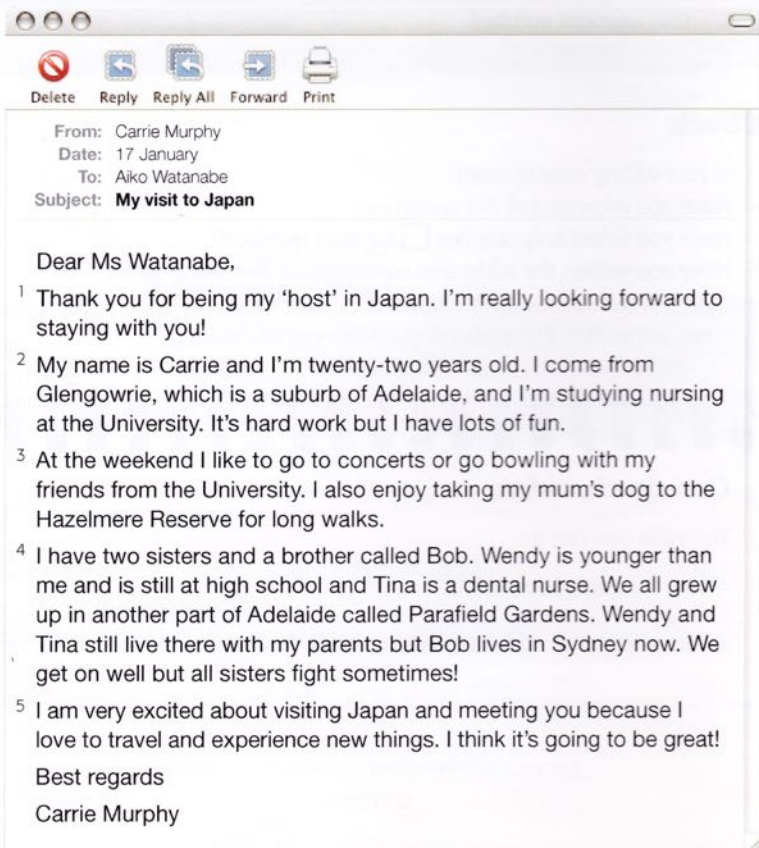 Delete Reply Reply All Forward Print
From: Carrie Murphy
Date: 17 January
To: Aiko Watanabe
Subject: My visit to Japan
Dear Ms Watanabe,
1 Thank you for being my ‘host’ in Japan. I’m really looking forward to
staying with you!
2 My name is Carrie and I’m twenty-two years old. I come from
Glengowrie, which is a suburb of Adelaide, and I’m studying nursing
at the University. It’s hard work but I have lots of fun.
3 At the weekend I like to go to concerts or go bowling with my
friends from the University. I also enjoy taking my mum’s dog to the
Hazelmere Reserve for long walks.
4 I have two sisters and a brother called Bob. Wendy is younger than
me and is still at high school and Tina is a dental nurse. We all grew
up in another part of Adelaide called Parafield Gardens. Wendy and
Tina still live there with my parents but Bob lives in Sydney now. We
get on well but all sisters fight sometimes!
5 I am very excited about visiting Japan and meeting you because I
love to travel and experience new things. I think it’s going to be great!
Best regards
Carrie Murphy